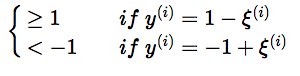 ≥ 1 if y⁽ⁱ⁾ = 1 − ξ⁽ⁱ⁾
< −1 if y⁽ⁱ⁾ = −1 + ξ⁽ⁱ⁾